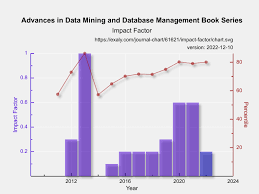 Advances in Data Mining and Database Management Book Series
Impact Factor
https://exaly.com/journal-chart/61621/impact-factor/chart.svg
version: 2022-12-10
1
0.8
0.6
0.4
0.2
Impact Factor
80
60
40
20
0
Percentile
2012
2016
2020
2024
Year